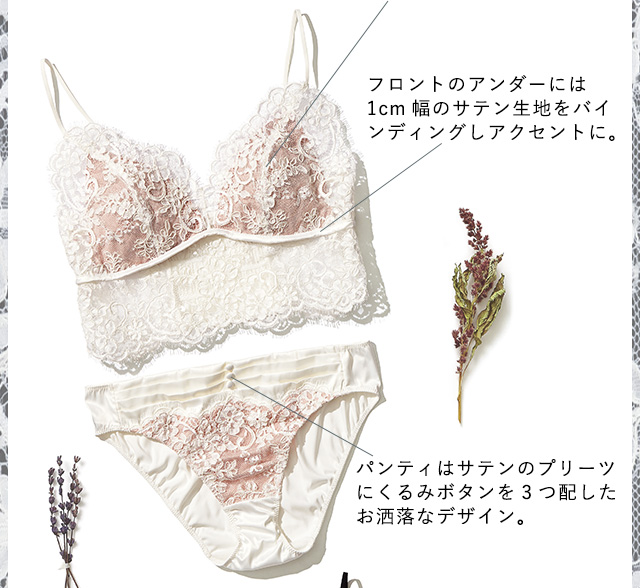 フロントのアンダーには
1cm 幅のサテン生地をバイ
ンディングしアクセントに。
パンティはサテンのプリーツ
にくるみボタンを 3 つ配した
お洒落なデザイン。